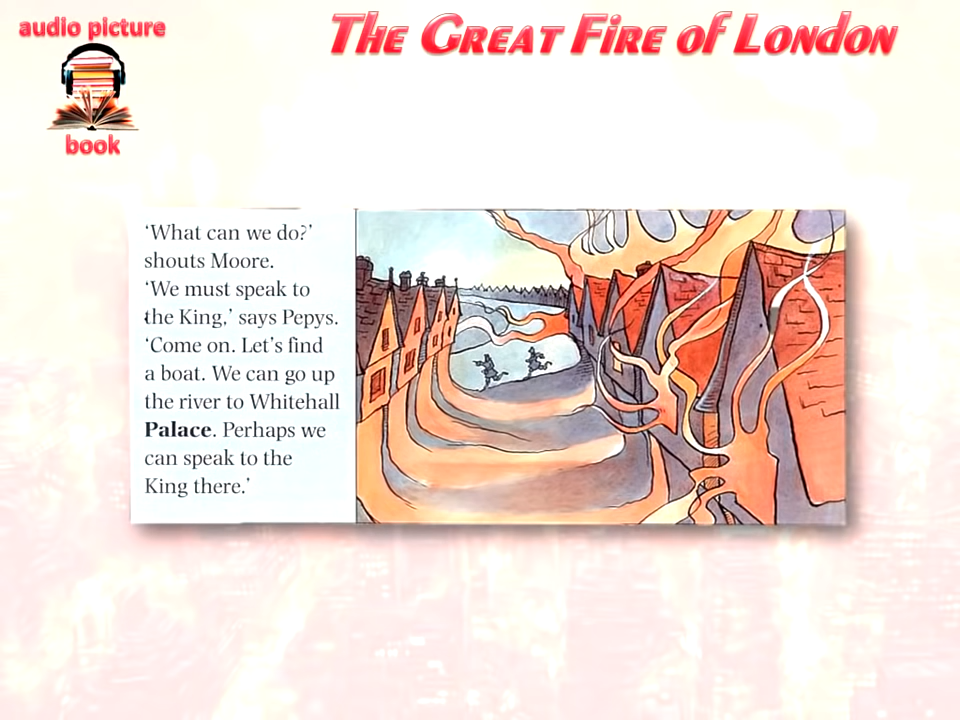 audio picture
book
The Great Fire of London
‘What can we do?’
shouts Moore.
‘We must speak to
the King,’ says Pepys.
‘Come on. Let’s find
a boat. We can go up
the river to Whitehall
Palace. Perhaps we
can speak to the
King there.’